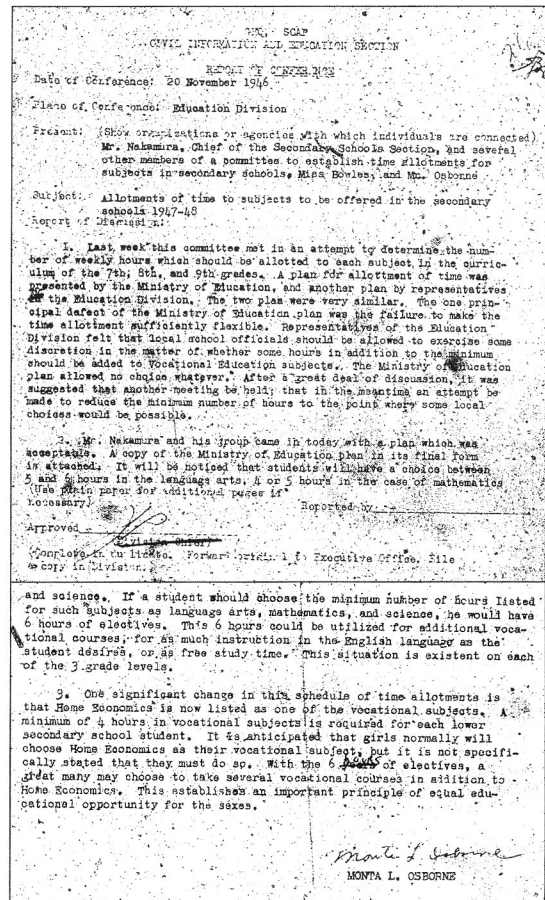 GHQ, SCAP
CIVIL INFORMATION AND EDUCATION SECTION
REPORT OF CONFERENCE
Date of Conference: 20 November 1946
Place of Conference: Education Division
Present: (Show organizations or agencies with which individuals are connected)
Mr. Nakamura, Chief of the Secondary Schools Section, and several
other members of a committee to establish time allotments for
subjects in secondary schools, Miss Bowles, and Mr. Osborne
Subject: Allotments of time to subjects to be offered in the secondary
schools 1947-48
Report of Discussion:
1. Last week this committee met in an attempt to determine the num-
ber of weekly hours which should be allotted to each subject in the curric-
ulum of the 7th, 8th, and 9th grades. A plan for allottment of time was
presented by the Ministry of Education, and another plan by representatives
of the Education Division. The two plans were very similar. The one prin-
cipal defect of the Ministry of Education plan was the failure to make the
time allottment sufficiently flexible. Representatives of the Education
Division felt that local school officials should be allowed to exercise some
discretion in the matter of whether some hours in addition to the minimum
should be added to Vocational Education subjects. The Ministry of Education
plan allowed no choice whatever. After a great deal of discussion, it was
suggested that another meeting be held; that in the meantime an attempt be
made to reduce the minimum number of hours to the point where some local
choices would be possible.
2. Mr. Nakamura and his group came in today with a plan which was
acceptable. A copy of the Ministry of Education plan in its final form
is attached. It will be noticed that students will have a choice between
5 and 6 hours in the language arts, 4 or 5 hours in the case of mathematics
(Use plain paper for additional pages if
necessary) Reported by
Approved
Division Chief
(Complete in duplicate. Forward original to Executive Office. File
a copy in Division.)
and science. If a student should choose the minimum number of hours listed
for such subjects as language arts, mathematics, and science, he would have
6 hours of electives. This 6 hours could be utilized for additional voca-
tional courses, for as much instruction in the English language as the
student desires, or as free study time. This situation is existent on each
of the 3 grade levels.
3. One significant change in this schedule of time allotments is
that Home Economics is now listed as one of the vocational subjects. A
minimum of 4 hours in vocational subjects is required for each lower
secondary school student. It is anticipated that girls normally will
choose Home Economics as their vocational subject, but it is not specifi-
cally stated that they must do so. With the 6 hours of electives, a
great many may choose to take several vocational courses in addition to
Home Economics. This establishes an important principle of equal edu-
cational opportunity for the sexes.
Monta L Osborne
MONTA L. OSBORNE